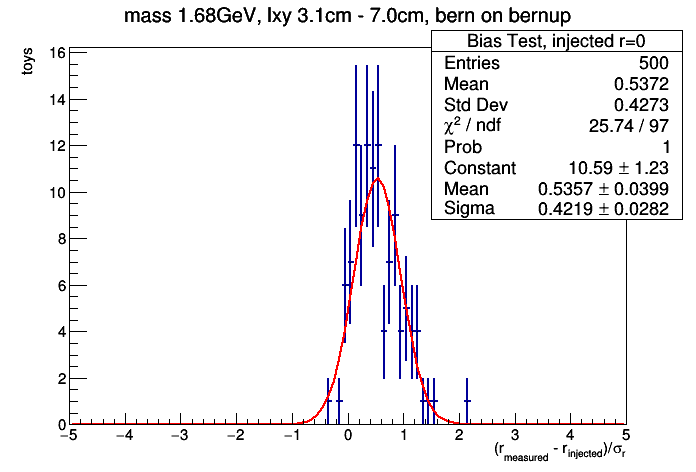 mass 1.68GeV, lxy 3.1cm - 7.0cm, bern on bernup
Bias Test, injected r=0
Entries 500
Mean 0.5372
Std Dev 0.4273
χ² / ndf 25.74 / 97
Prob 1
Constant 10.59 ± 1.23
Mean 0.5357 ± 0.0399
Sigma 0.4219 ± 0.0282
toys
16
14
12
10
8
6
4
2
0
−5 −4 −3 −2 −1 0 1 2 3 4 5
(r_measured - r_injected)/σ_r